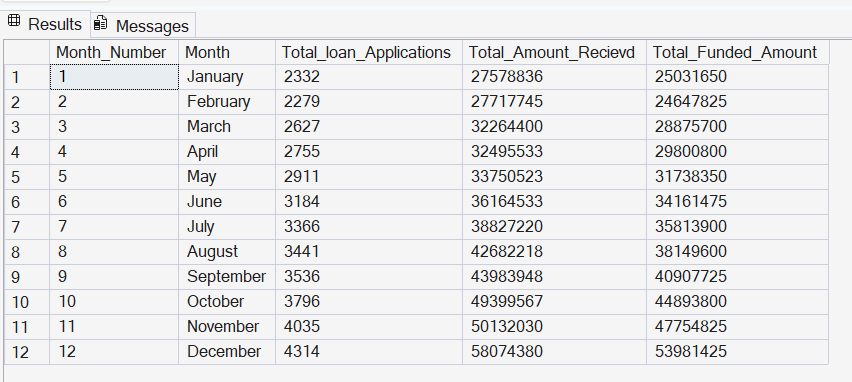 Results Messages
Month_Number Month Total_loan_Applications Total_Amount_Recievd Total_Funded_Amount
1 1 January 2332 27578836 25031650
2 2 February 2279 27717745 24647825
3 3 March 2627 32264400 28875700
4 4 April 2755 32495533 29800800
5 5 May 2911 33750523 31738350
6 6 June 3184 36164533 34161475
7 7 July 3366 38827220 35813900
8 8 August 3441 42682218 38149600
9 9 September 3536 43983948 40907725
10 10 October 3796 49399567 44893800
11 11 November 4035 50132030 47754825
12 12 December 4314 58074380 53981425